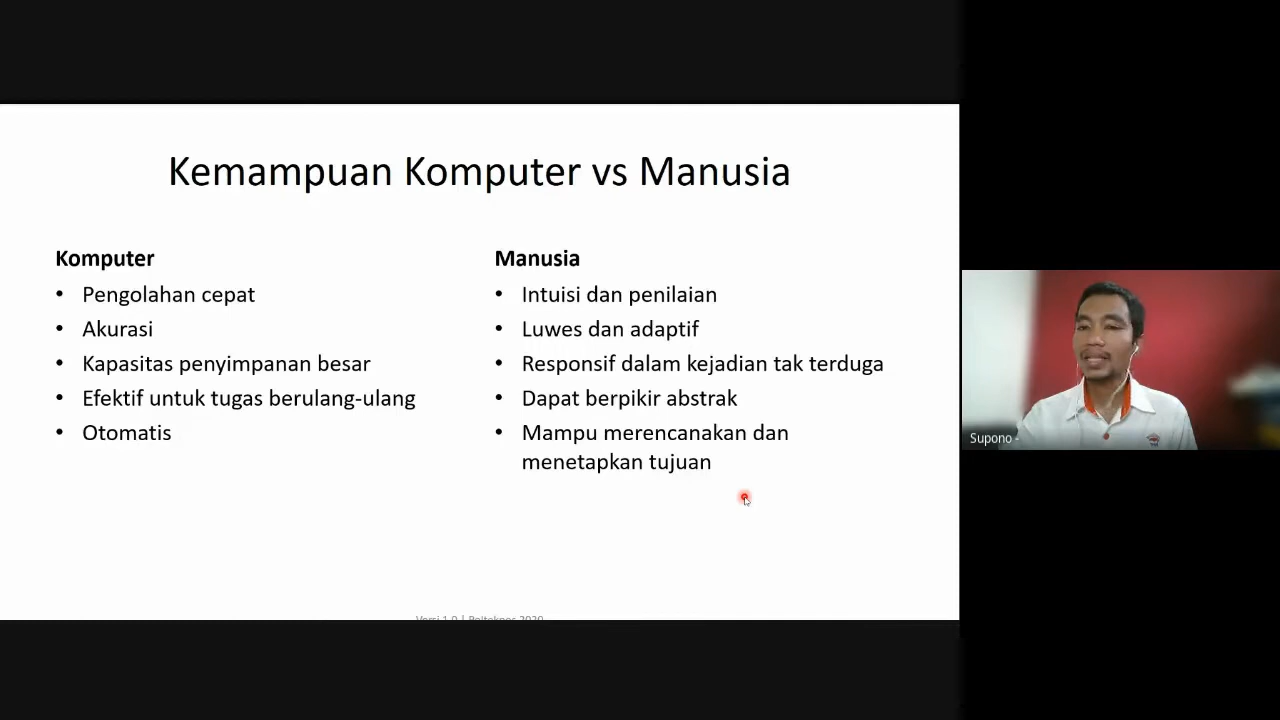 Kemampuan Komputer vs Manusia
Komputer
• Pengolahan cepat
• Akurasi
• Kapasitas penyimpanan besar
• Efektif untuk tugas berulang-ulang
• Otomatis
Manusia
• Intuisi dan penilaian
• Luwes dan adaptif
• Responsif dalam kejadian tak terduga
• Dapat berpikir abstrak
• Mampu merencanakan dan
menetapkan tujuan
Supono -